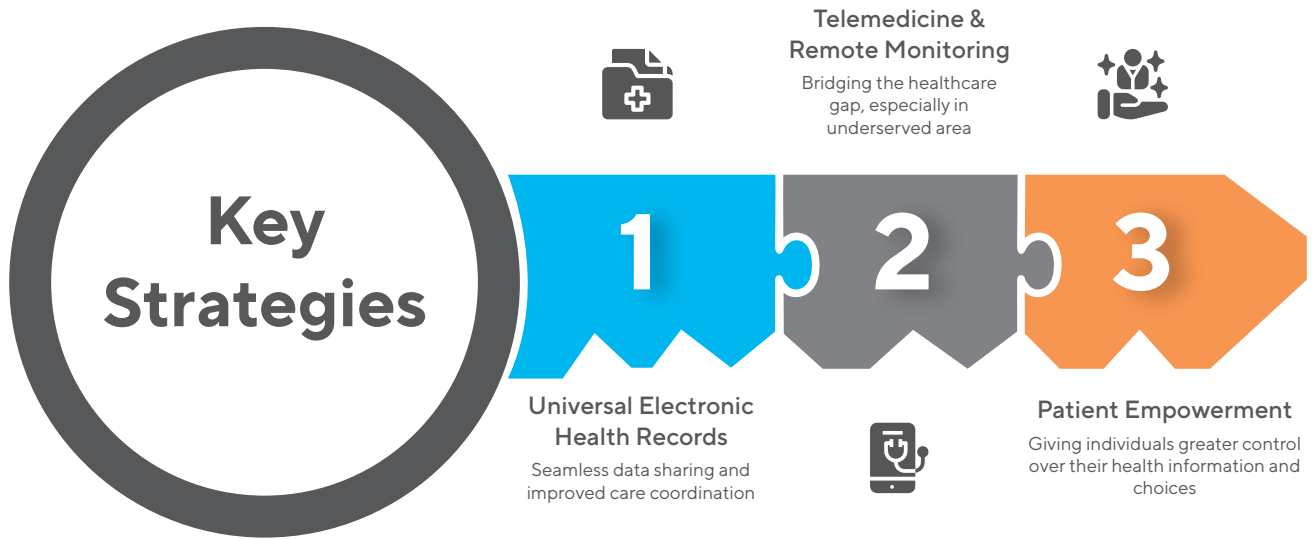 Key
Strategies
1
Universal Electronic
Health Records
Seamless data sharing and
improved care coordination
2
Telemedicine &
Remote Monitoring
Bridging the healthcare
gap, especially in
underserved area
3
Patient Empowerment
Giving individuals greater control
over their health information and
choices